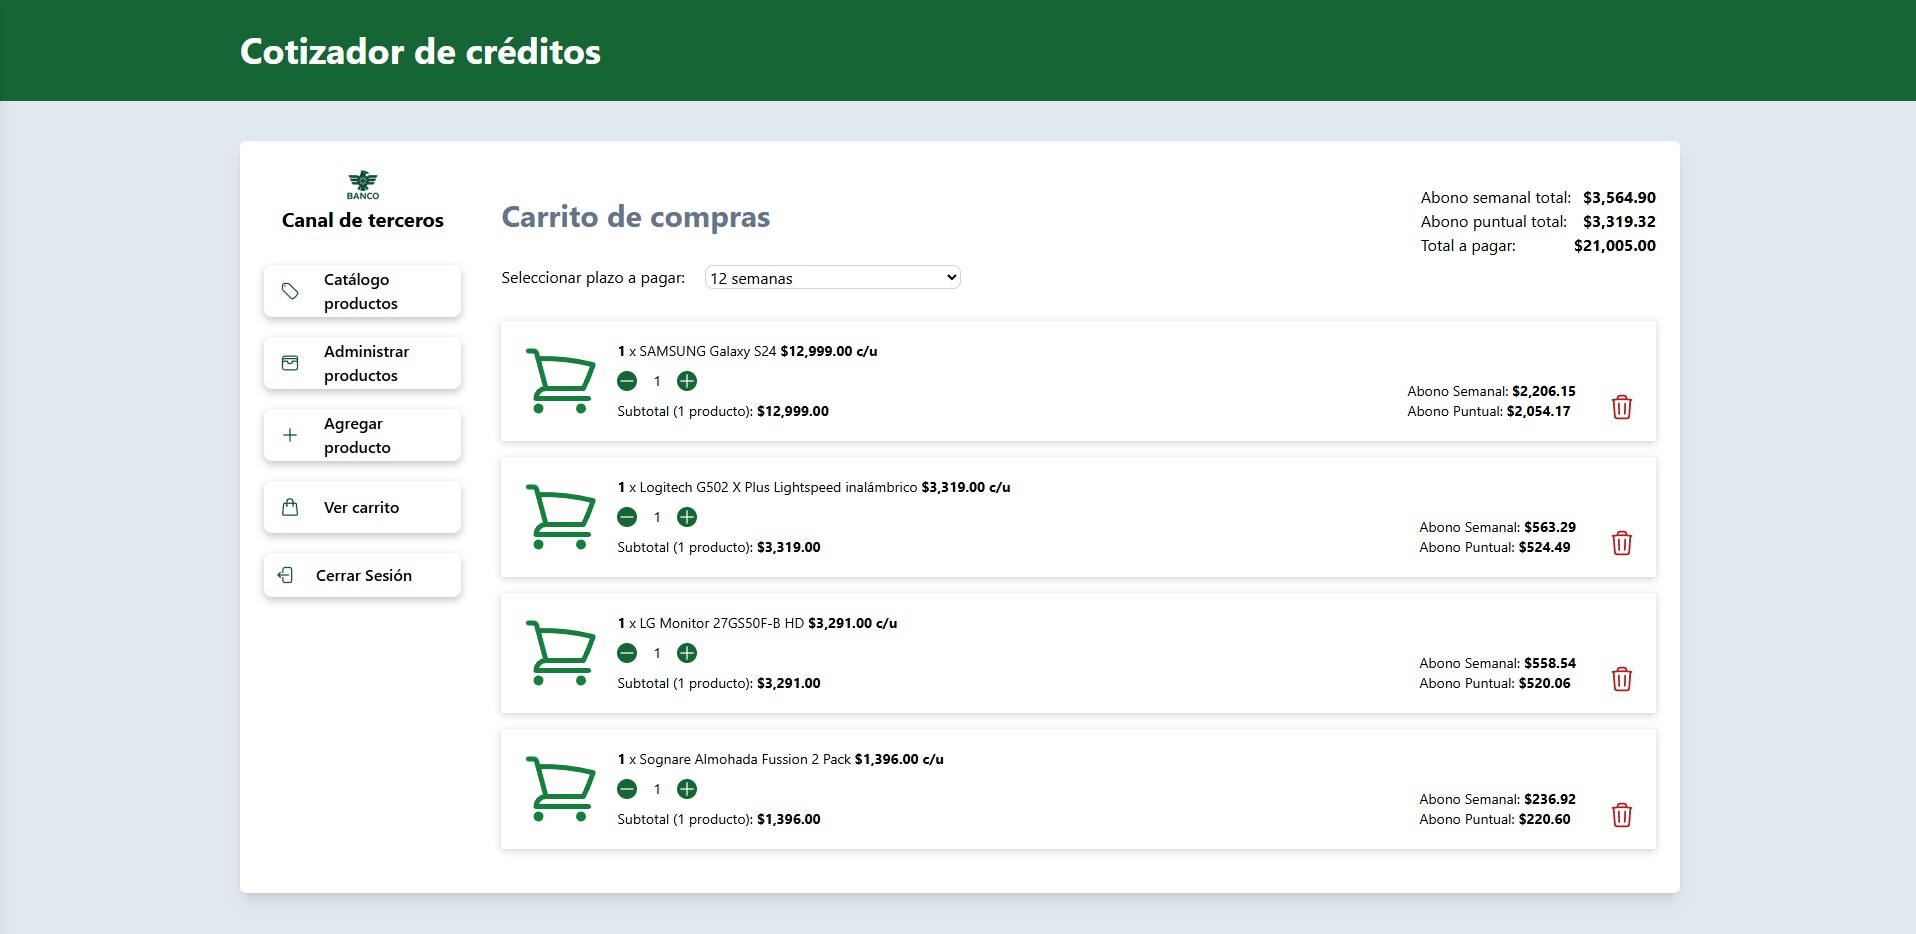 Cotizador de créditos
BANCO
Canal de terceros
Catálogo
productos
Administrar
productos
Agregar
producto
Ver carrito
Cerrar Sesión
Carrito de compras
Abono semanal total: $3,564.90
Abono puntual total: $3,319.32
Total a pagar: $21,005.00
Seleccionar plazo a pagar: 12 semanas
1 x SAMSUNG Galaxy S24 $12,999.00 c/u
1
Subtotal (1 producto): $12,999.00
Abono Semanal: $2,206.15
Abono Puntual: $2,054.17
1 x Logitech G502 X Plus Lightspeed inalámbrico $3,319.00 c/u
1
Subtotal (1 producto): $3,319.00
Abono Semanal: $563.29
Abono Puntual: $524.49
1 x LG Monitor 27GS50F-B HD $3,291.00 c/u
1
Subtotal (1 producto): $3,291.00
Abono Semanal: $558.54
Abono Puntual: $520.06
1 x Sognare Almohada Fussion 2 Pack $1,396.00 c/u
1
Subtotal (1 producto): $1,396.00
Abono Semanal: $236.92
Abono Puntual: $220.60